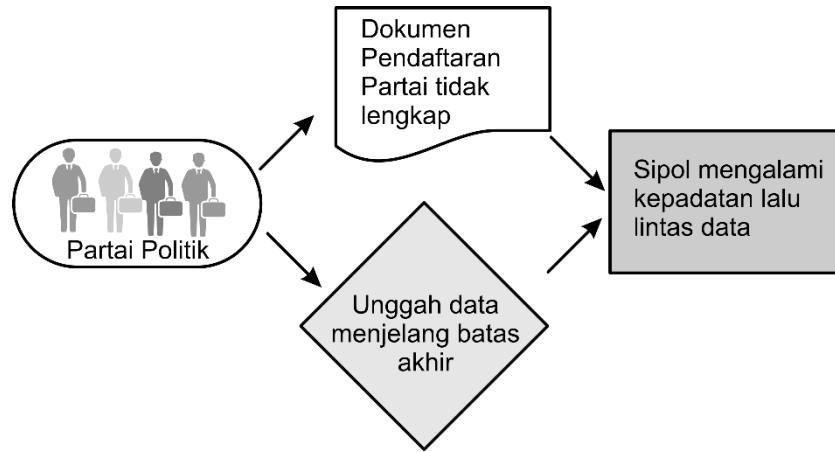 Dokumen
Pendaftaran
Partai tidak
lengkap
Partai Politik
Sipol mengalami
kepadatan lalu
lintas data
Unggah data
menjelang batas
akhir